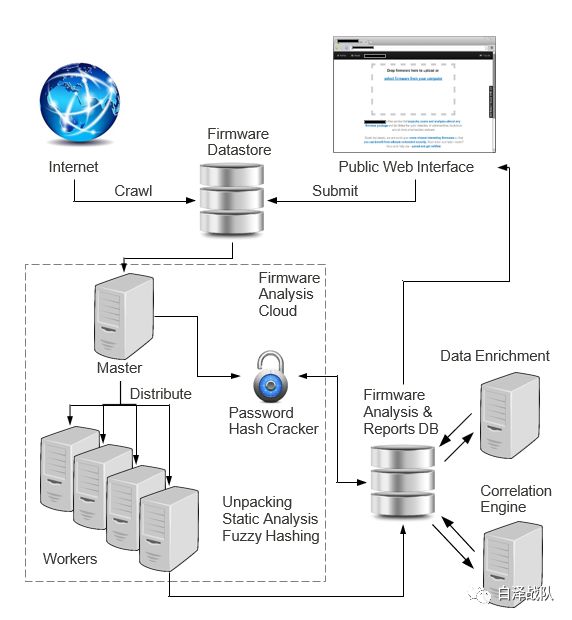 Drop firmware here to upload or
select firmware from your computer
Firmware
Datastore
Internet
Public Web Interface
Crawl
Submit
Firmware
Analysis
Cloud
Master
Distribute
Data Enrichment
Password
Hash Cracker
Firmware
Analysis &
Reports DB
Correlation
Engine
Unpacking
Static Analysis
Fuzzy Hashing
Workers
白泽战队